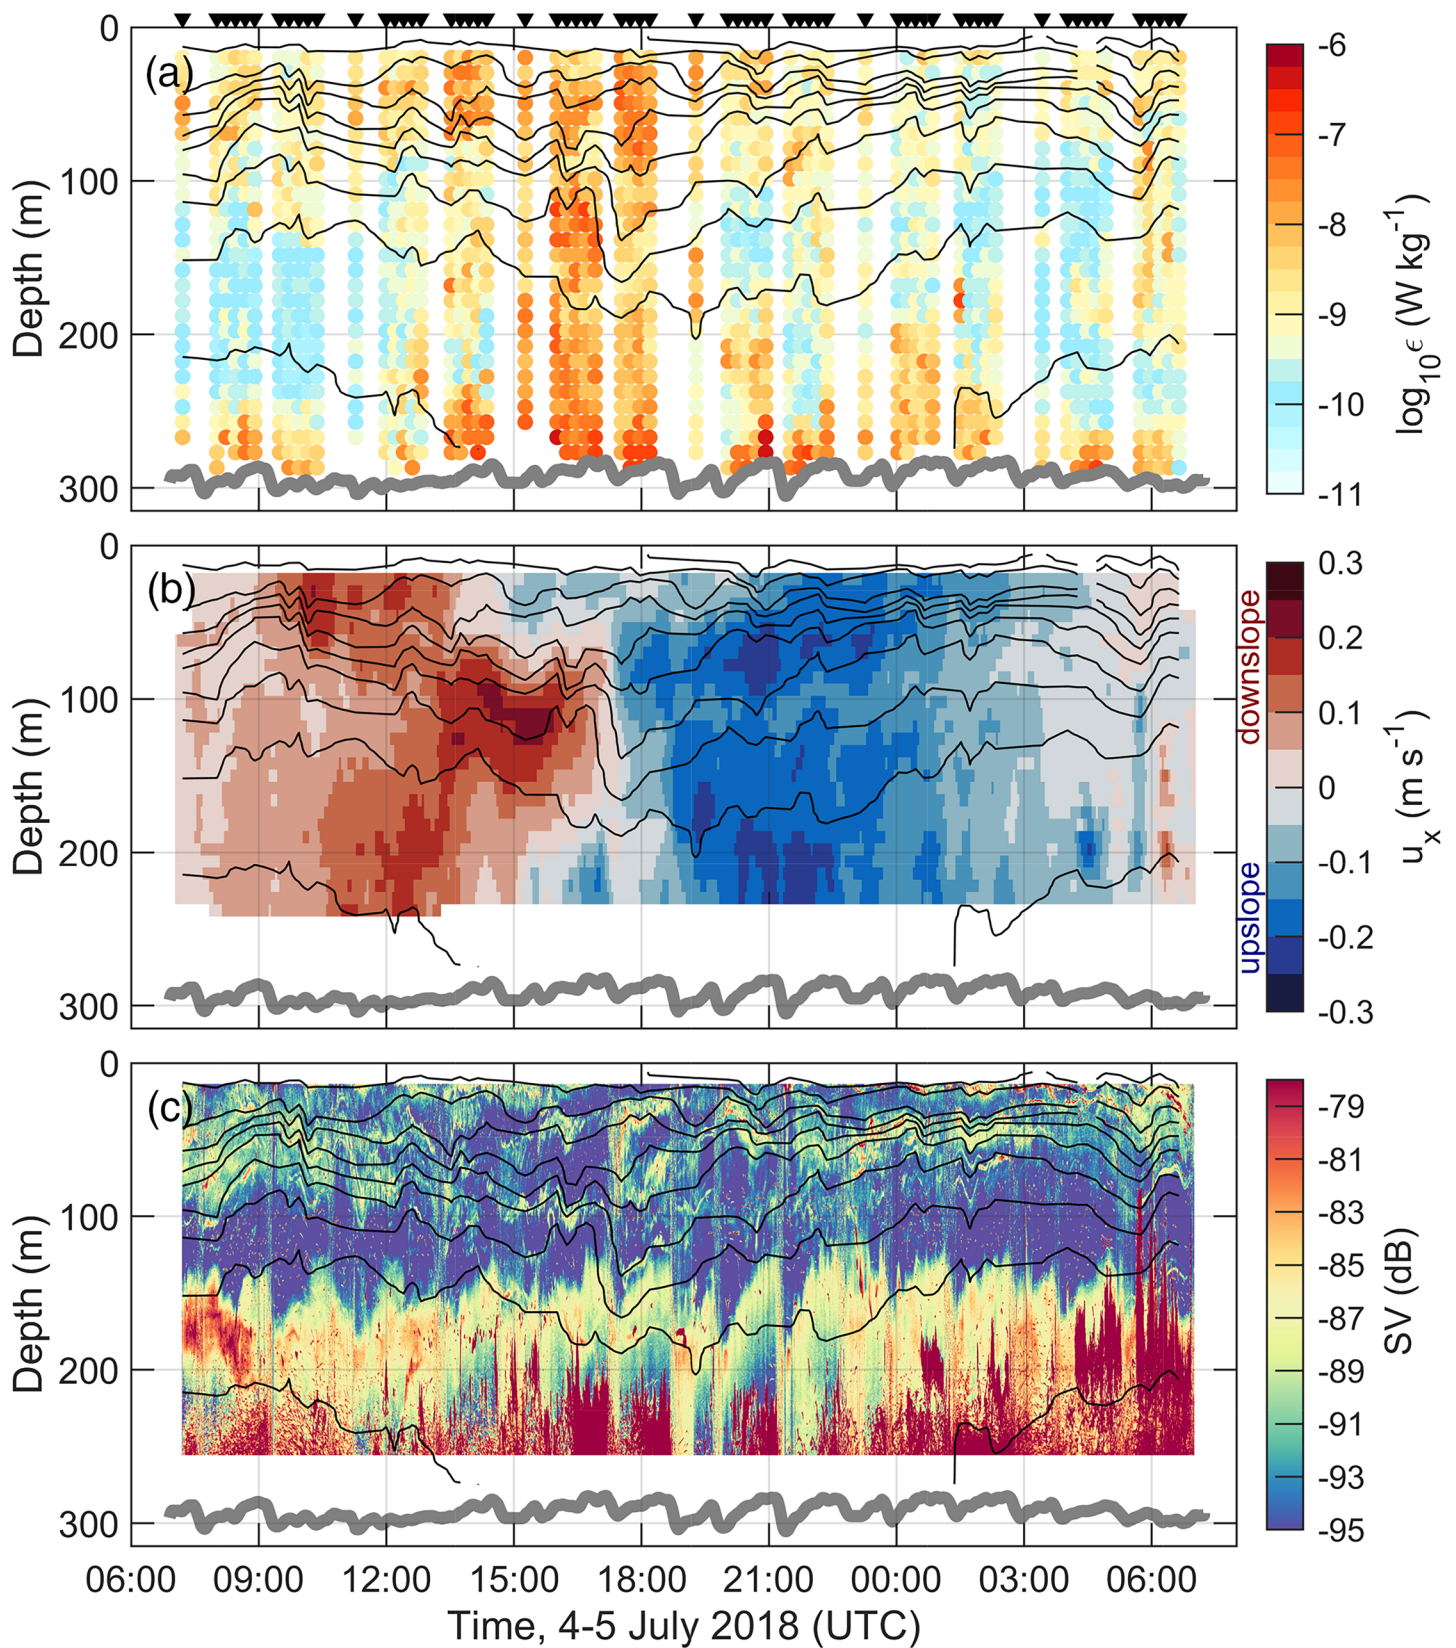 (a)
0
100
200
300
Depth (m)
-6
-7
-8
-9
-10
-11
log10 ϵ (W kg-1)
(b)
0
100
200
300
Depth (m)
downslope
upslope
0.3
0.2
0.1
0
-0.1
-0.2
-0.3
ux (m s-1)
(c)
0
100
200
300
Depth (m)
-79
-81
-83
-85
-87
-89
-91
-93
-95
SV (dB)
06:00 09:00 12:00 15:00 18:00 21:00 00:00 03:00 06:00
Time, 4-5 July 2018 (UTC)